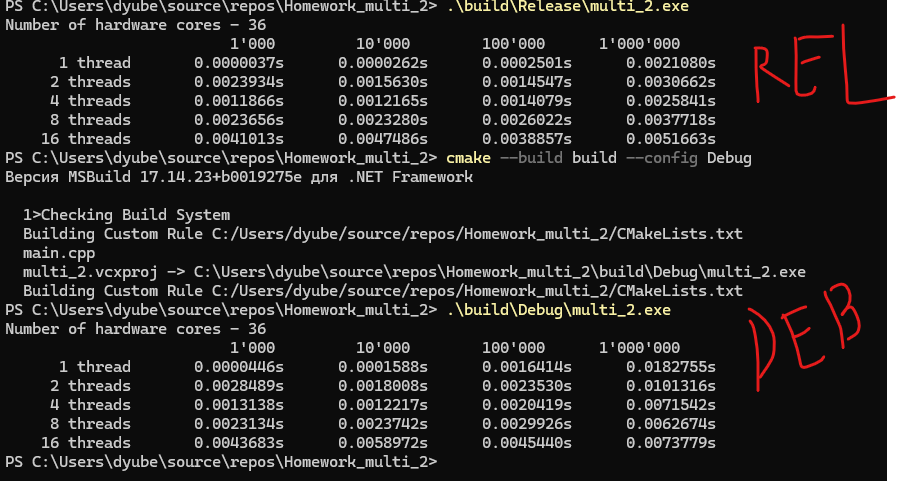 PS C:\Users\dyube\source\repos\Homework_multi_2> .\build\Release\multi_2.exe
Number of hardware cores - 36
1'000 10'000 100'000 1'000'000
1 thread 0.0000037s 0.0000262s 0.0002501s 0.0021080s
2 threads 0.0023934s 0.0015630s 0.0014547s 0.0030662s
4 threads 0.0011866s 0.0012165s 0.0014079s 0.0025841s
8 threads 0.0023656s 0.0023280s 0.0026022s 0.0037718s
16 threads 0.0041013s 0.0047486s 0.0038857s 0.0051663s
REL
PS C:\Users\dyube\source\repos\Homework_multi_2> cmake --build build --config Debug
Версия MSBuild 17.14.23+b0019275e для .NET Framework
1>Checking Build System
Building Custom Rule C:/Users/dyube/source/repos/Homework_multi_2/CMakeLists.txt
main.cpp
multi_2.vcxproj -> C:\Users\dyube\source\repos\Homework_multi_2\build\Debug\multi_2.exe
Building Custom Rule C:/Users/dyube/source/repos/Homework_multi_2/CMakeLists.txt
PS C:\Users\dyube\source\repos\Homework_multi_2> .\build\Debug\multi_2.exe
Number of hardware cores - 36
1'000 10'000 100'000 1'000'000
1 thread 0.0000446s 0.0001588s 0.0016414s 0.0182755s
2 threads 0.0028489s 0.0018008s 0.0023530s 0.0101316s
4 threads 0.0013138s 0.0012217s 0.0020419s 0.0071542s
8 threads 0.0023134s 0.0023742s 0.0029926s 0.0062674s
16 threads 0.0043683s 0.0058972s 0.0045440s 0.0073779s
DEB
PS C:\Users\dyube\source\repos\Homework_multi_2>